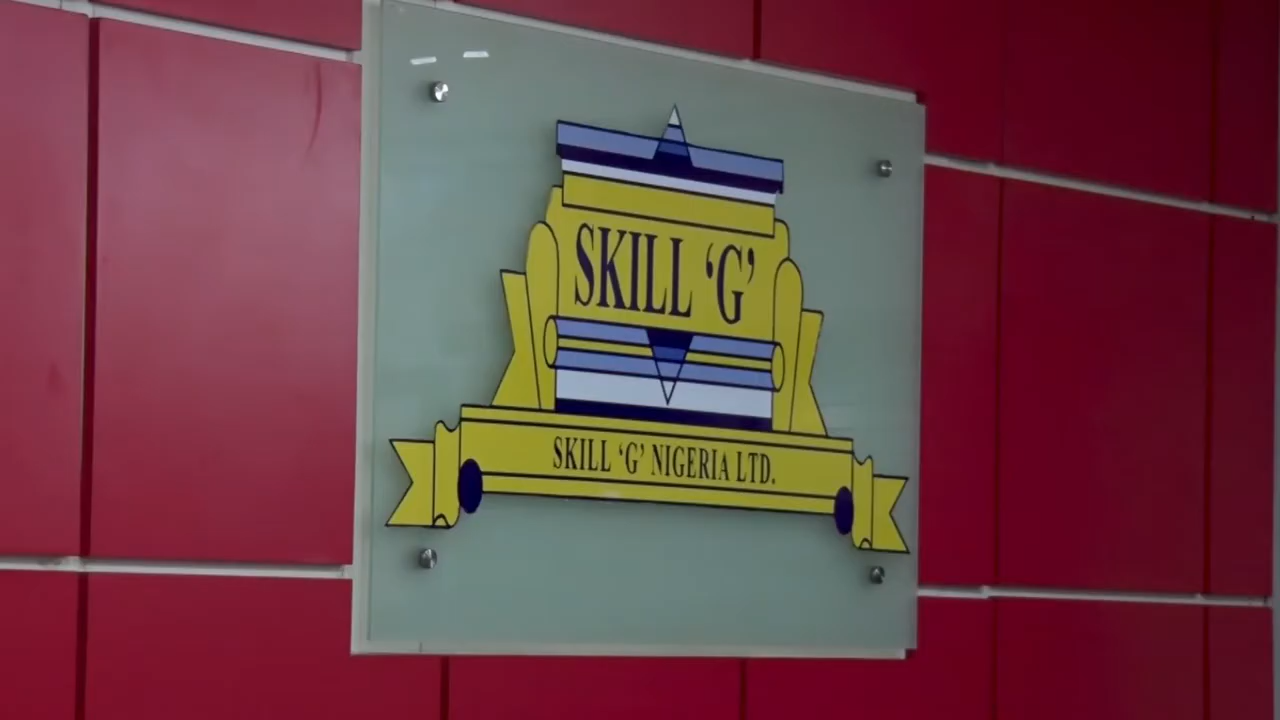 SKILL ‘G’
SKILL ‘G’ NIGERIA LTD.